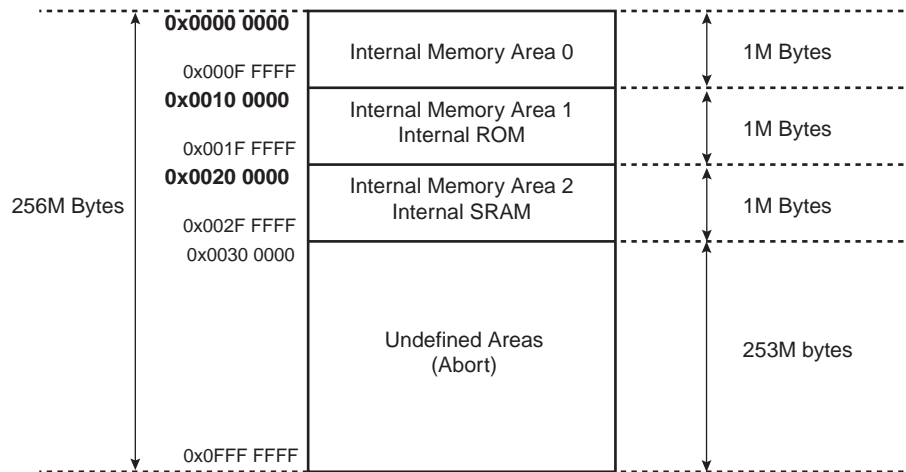 0x0000 0000
Internal Memory Area 0
1M Bytes
0x000F FFFF
0x0010 0000
Internal Memory Area 1
Internal ROM
1M Bytes
0x001F FFFF
0x0020 0000
Internal Memory Area 2
Internal SRAM
1M Bytes
256M Bytes
0x002F FFFF
0x0030 0000
Undefined Areas
(Abort)
253M bytes
0x0FFF FFFF